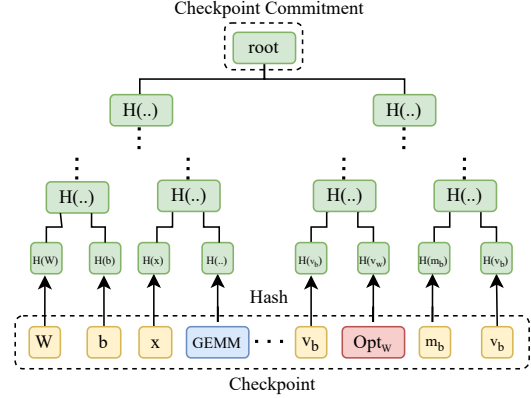 Checkpoint Commitment
root
H(..) H(..)
H(..) H(..) H(..) H(..)
H(W) H(b) H(x) H(..) H(v_b) H(v_w) H(m_b) H(v_b)
Hash
W b x GEMM v_b Opt_W m_b v_b
Checkpoint